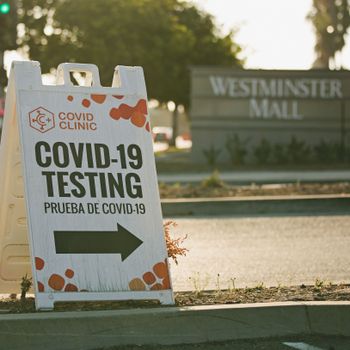 COVID
CLINIC
COVID-19
TESTING
PRUEBA DE COVID-19
WESTMINSTER
MALL